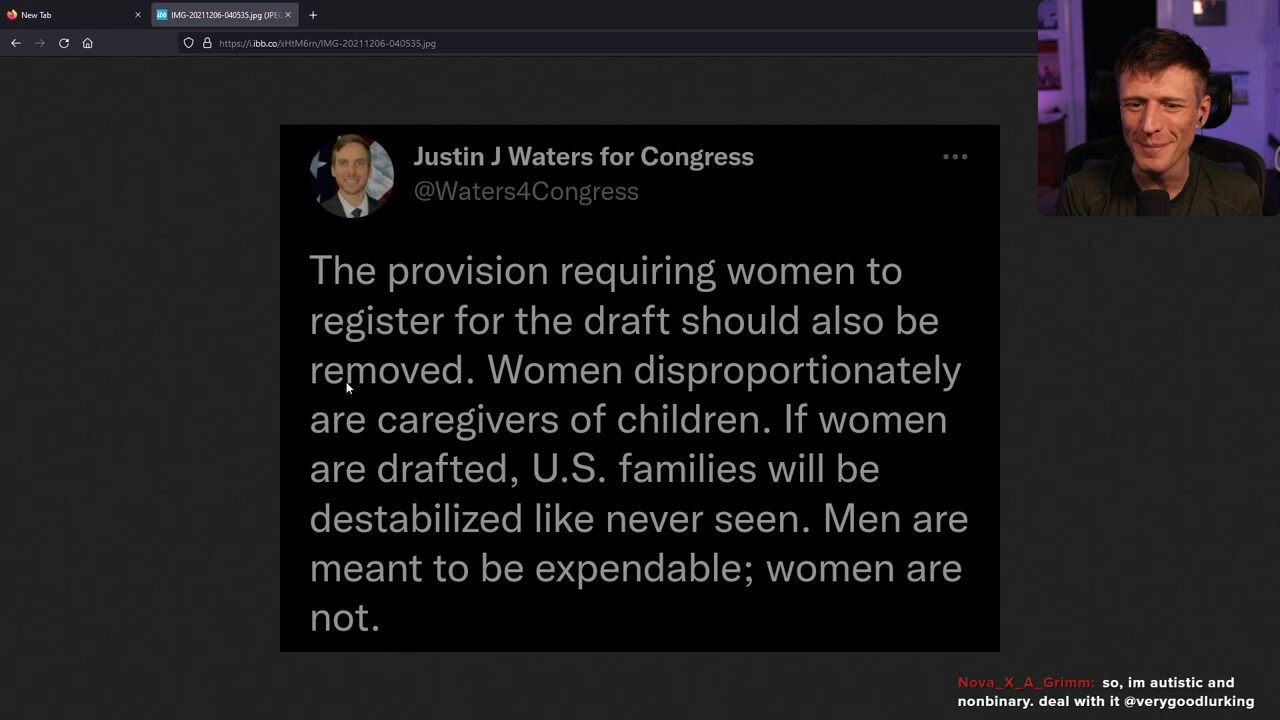 New Tab
IMG-20211206-040535.jpg (JPEG
https://i.ibb.co/xHtM6rn/IMG-20211206-040535.jpg
Justin J Waters for Congress
@Waters4Congress
The provision requiring women to
register for the draft should also be
removed. Women disproportionately
are caregivers of children. If women
are drafted, U.S. families will be
destabilized like never seen. Men are
meant to be expendable; women are
not.
Nova_X_A_Grimm: so, im autistic and
nonbinary. deal with it @verygoodlurking